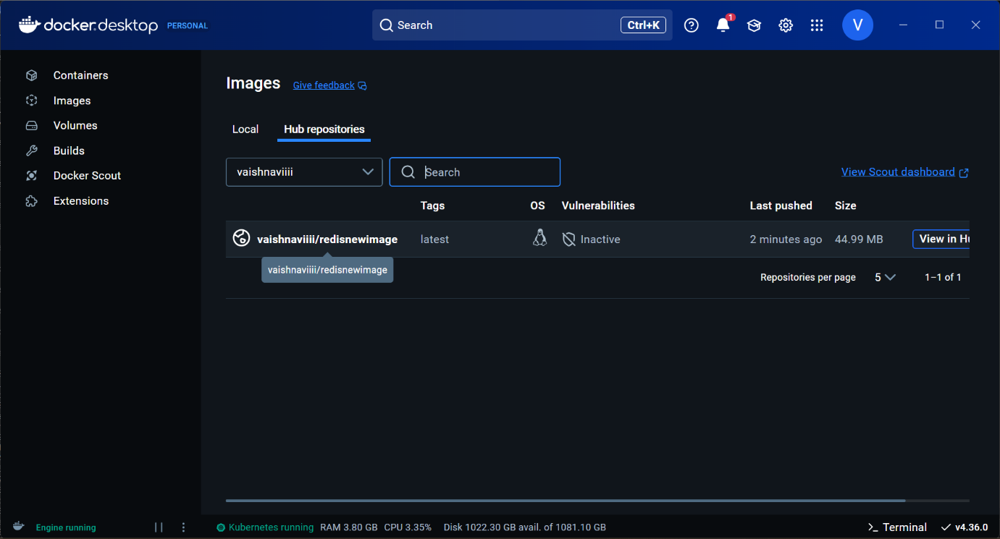 docker.desktop PERSONAL Search Ctrl+K 1 V
Containers
Images
Volumes
Builds
Docker Scout
Extensions
Images Give feedback
Local Hub repositories
vaishnaviiii Search View Scout dashboard
Tags OS Vulnerabilities Last pushed Size
vaishnaviiii/redisnewimage latest Inactive 2 minutes ago 44.99 MB View in Hu
vaishnaviiii/redisnewimage
Repositories per page 5 1–1 of 1
Engine running Kubernetes running RAM 3.80 GB CPU 3.35% Disk 1022.30 GB avail. of 1081.10 GB Terminal v4.36.0